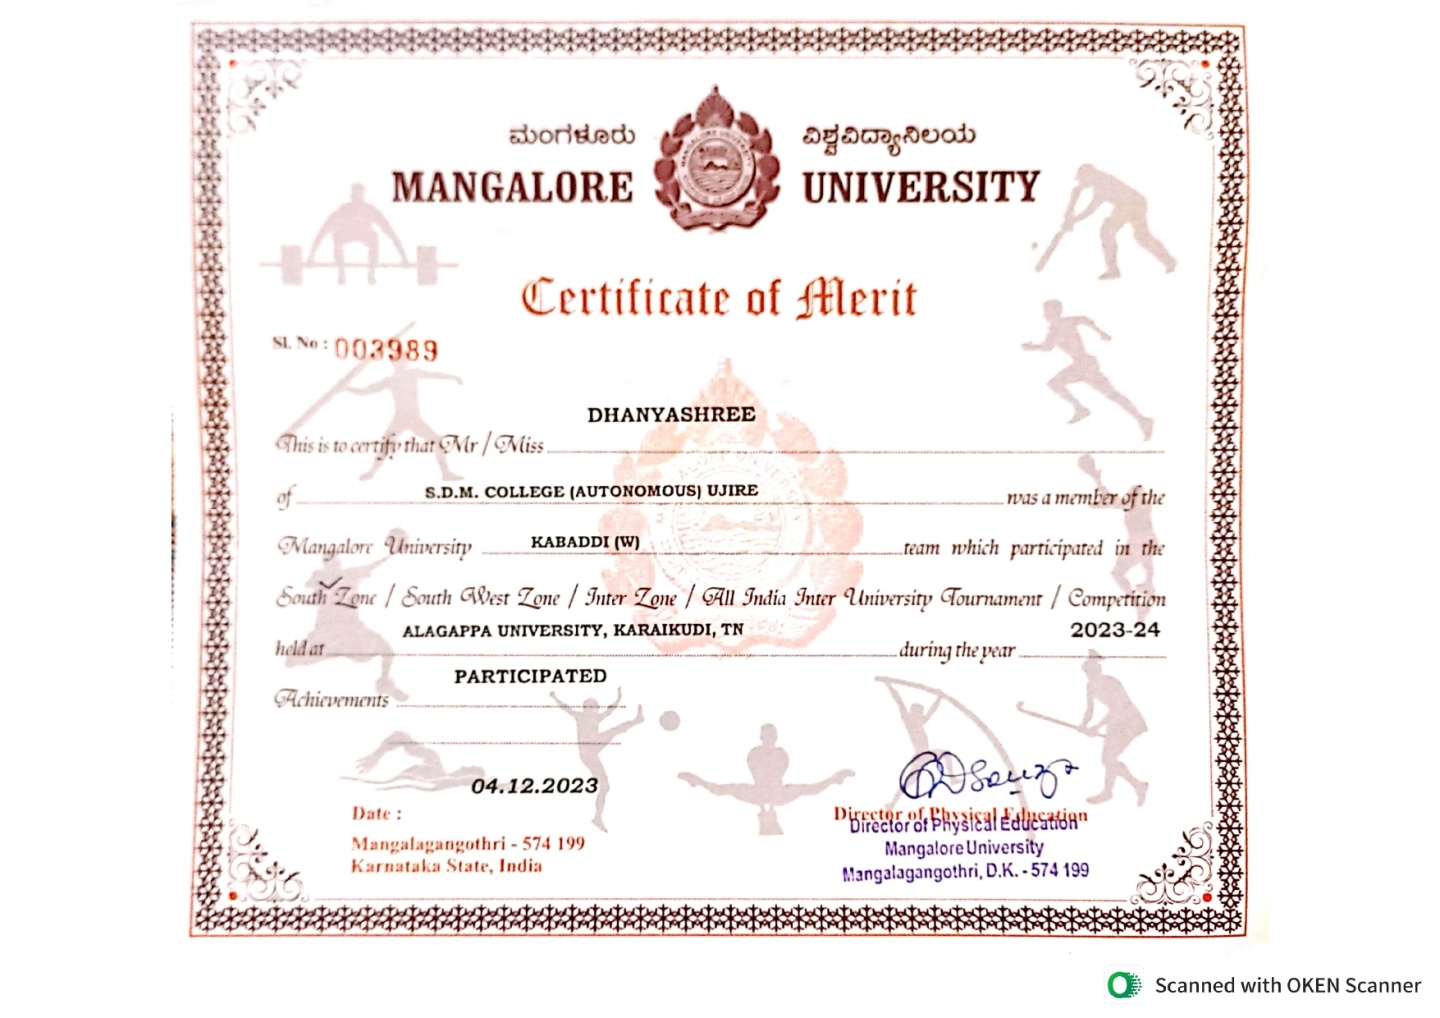 ಮಂಗಳೂರು ವಿಶ್ವವಿದ್ಯಾನಿಲಯ
MANGALORE UNIVERSITY
Certificate of Merit
Sl. No : 003989
DHANYASHREE
This is to certify that Mr / Miss
of S.D.M. COLLEGE (AUTONOMOUS) UJIRE was a member of the
Mangalore University KABADDI (W) team which participated in the
South Zone / South West Zone / Inter Zone / All India Inter University Tournament / Competition
held at ALAGAPPA UNIVERSITY, KARAIKUDI, TN during the year 2023-24
Achievements PARTICIPATED
04.12.2023
Date :
Mangalagangothri - 574 199
Karnataka State, India
Director of Physical Education
Director of Physical Education
Mangalore University
Mangalagangothri, D.K. - 574 199
Scanned with OKEN Scanner